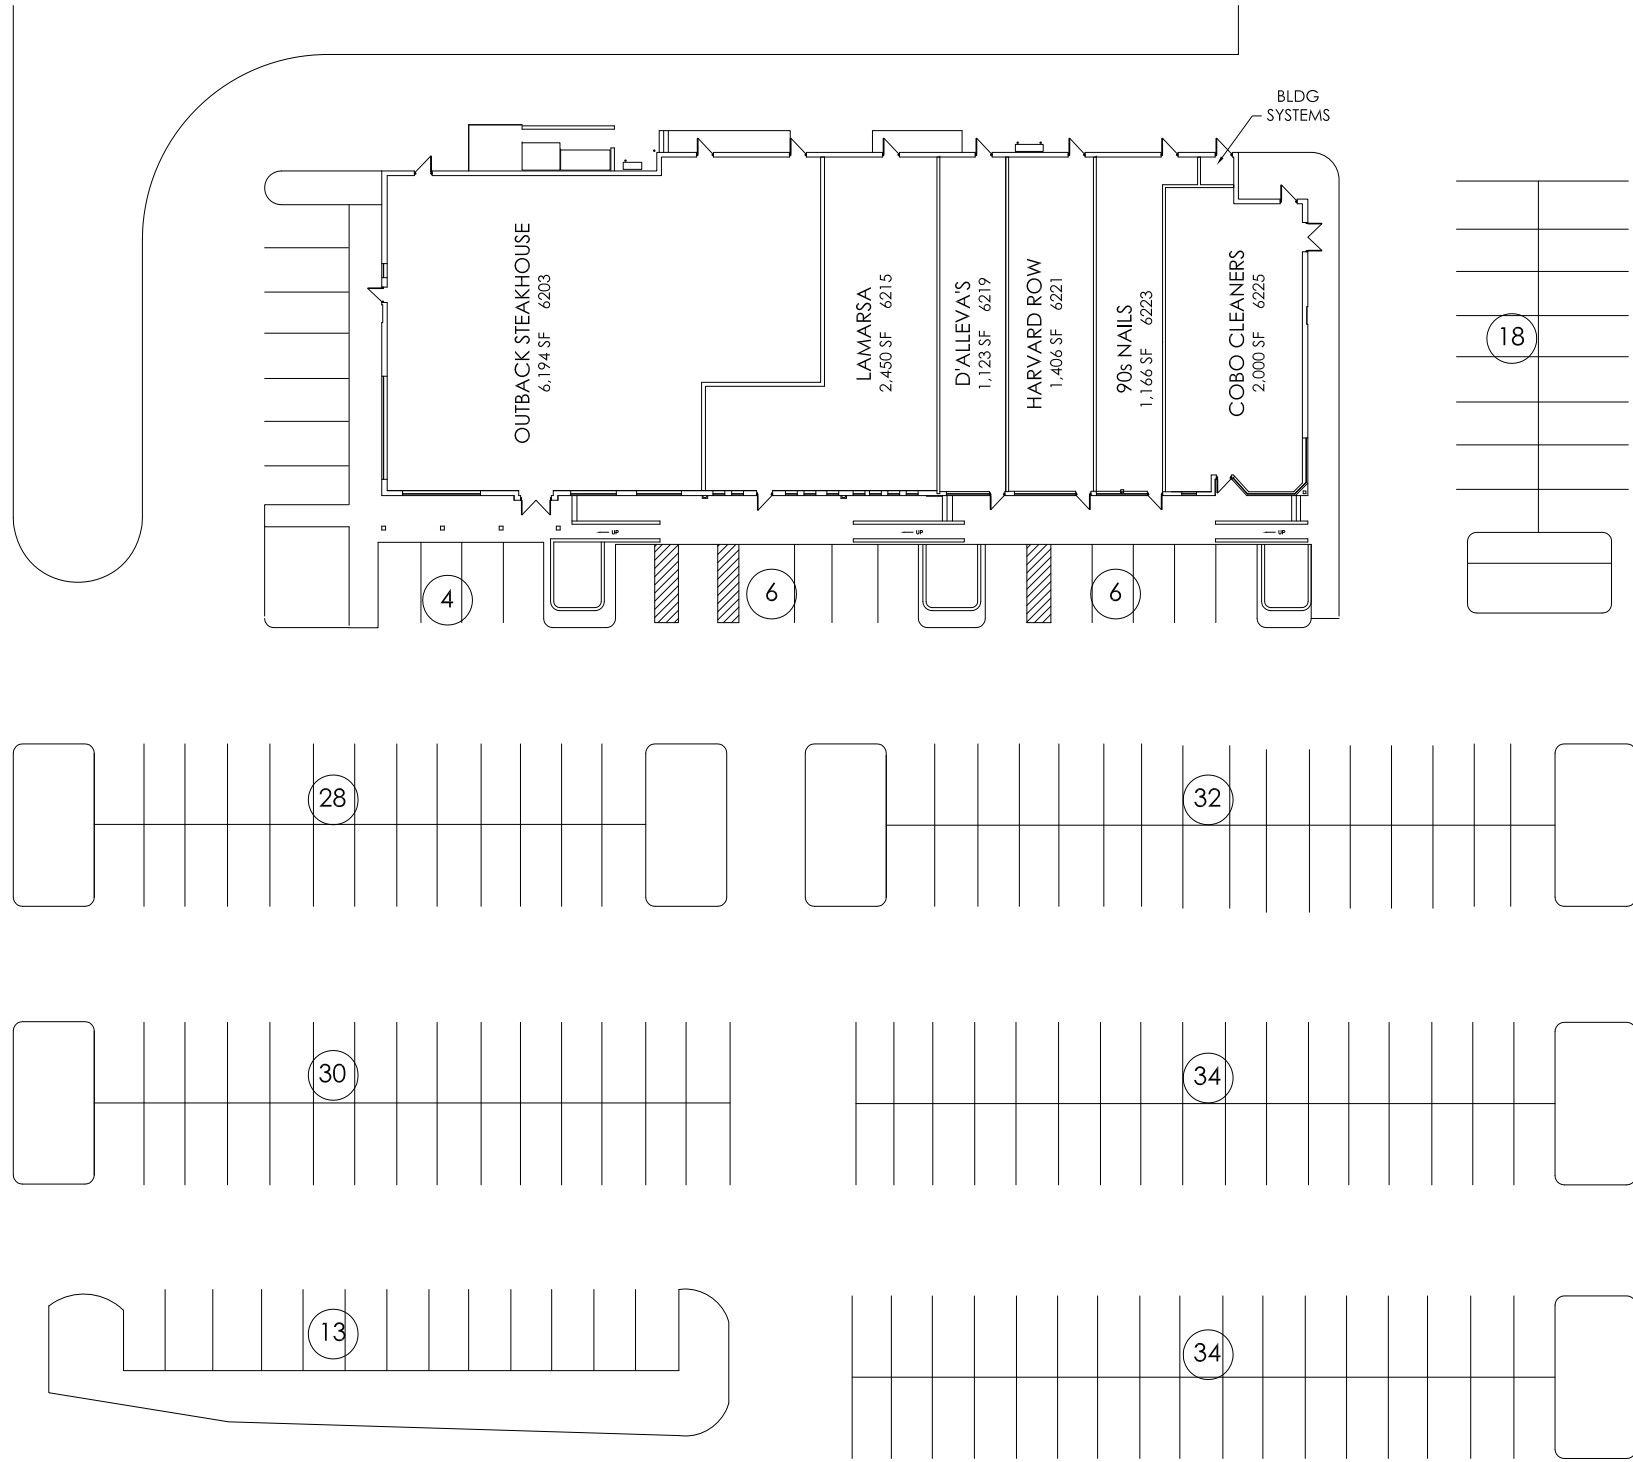 BLDG
SYSTEMS
OUTBACK STEAKHOUSE
6,194 SF 6203
LAMARSA
2,450 SF 6215
D'ALLEVA'S
1,123 SF 6219
HARVARD ROW
1,406 SF 6221
90s NAILS
1,166 SF 6223
COBO CLEANERS
2,000 SF 6225
18
UP
UP
UP
4
6
6
28
32
30
34
13
34